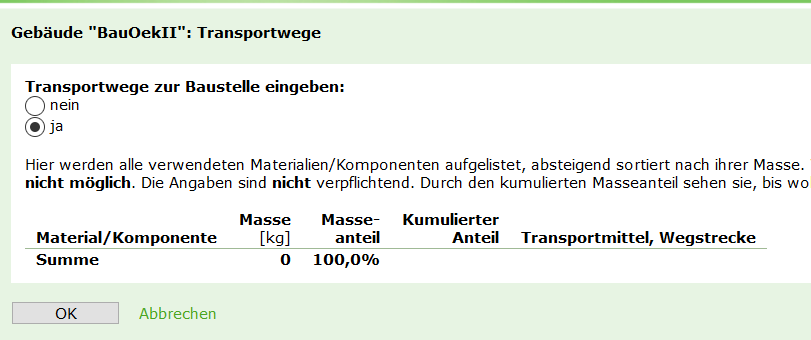 Gebäude "BauOekII": Transportwege
Transportwege zur Baustelle eingeben:
nein
ja
Hier werden alle verwendeten Materialien/Komponenten aufgelistet, absteigend sortiert nach ihrer Masse.
nicht möglich. Die Angaben sind nicht verpflichtend. Durch den kumulierten Masseanteil sehen sie, bis wo
Masse Masse- Kumulierter
Material/Komponente [kg] anteil Anteil Transportmittel, Wegstrecke
Summe 0 100,0%
OK Abbrechen